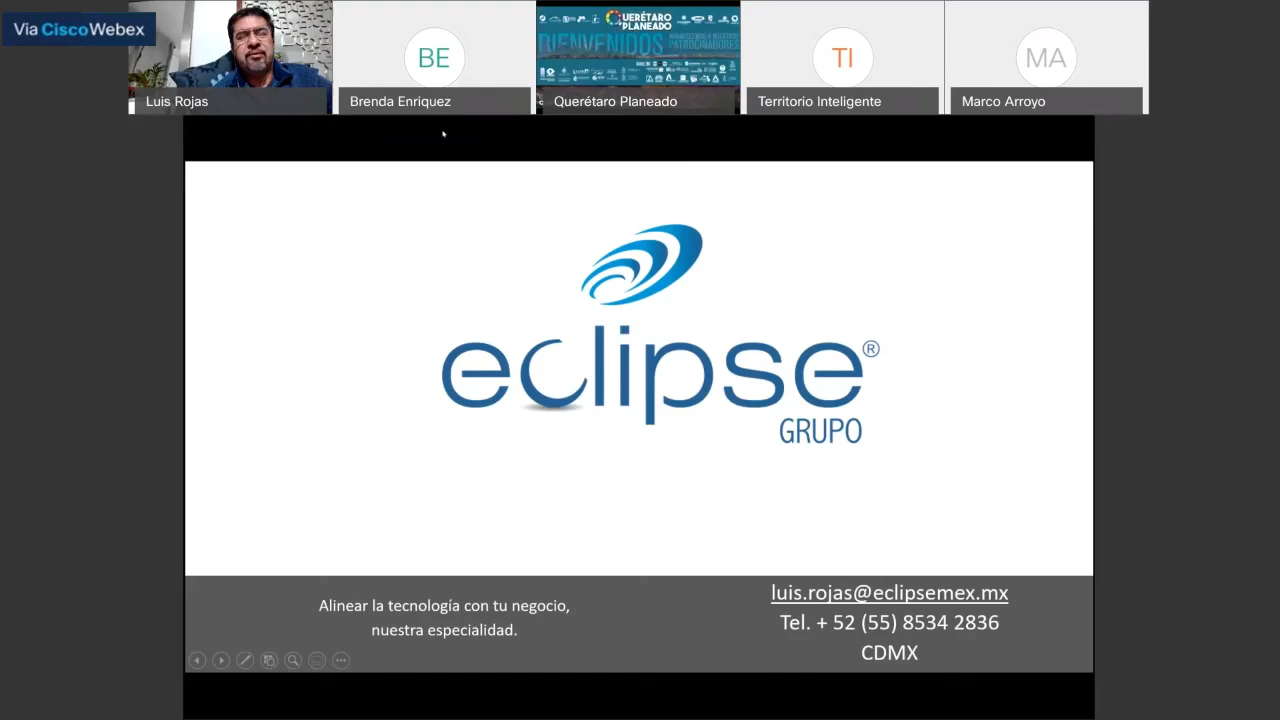 Via Cisco Webex
Luis Rojas
BE
Brenda Enriquez
QUERÉTARO
PLANEADO
BIENVENIDOS
PATROCINADORES
Querétaro Planeado
TI
Territorio Inteligente
MA
Marco Arroyo
eclipse®
GRUPO
Alinear la tecnología con tu negocio,
nuestra especialidad.
luis.rojas@eclipsemex.mx
Tel. + 52 (55) 8534 2836
CDMX